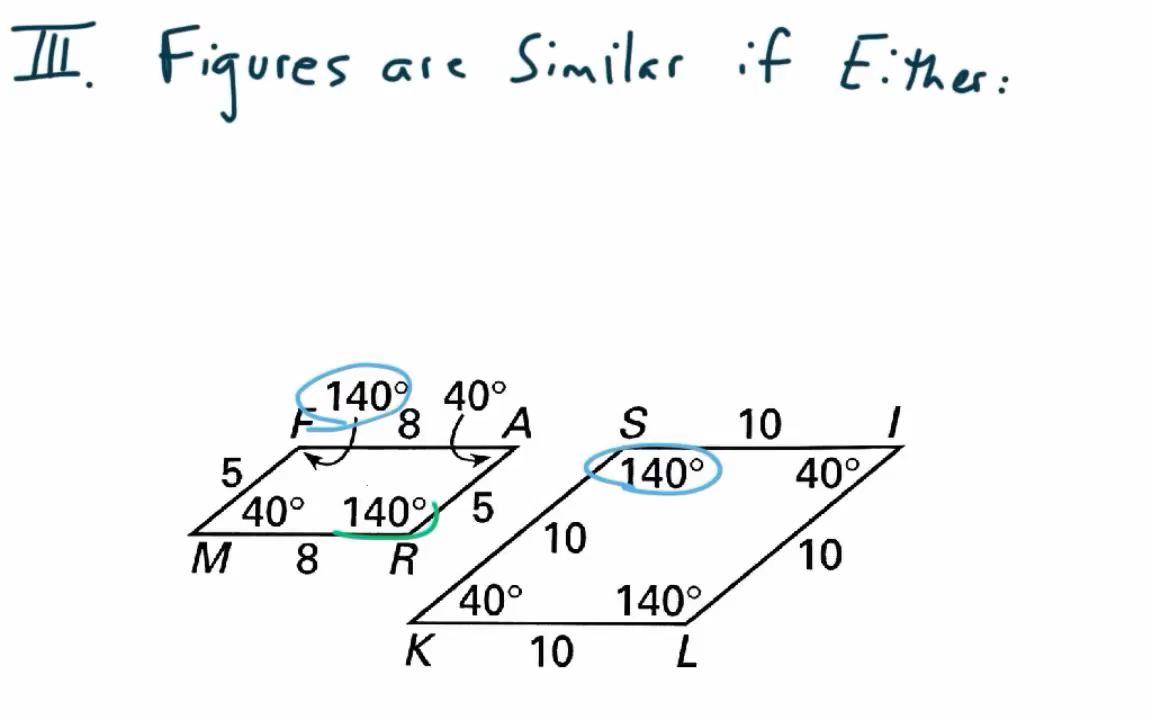 III. Figures are Similar if Either:
140° 40°
F 8 A S 10 I
5 140° 40°
40° 140° 5
10 10
M 8 R
40° 140°
K 10 L